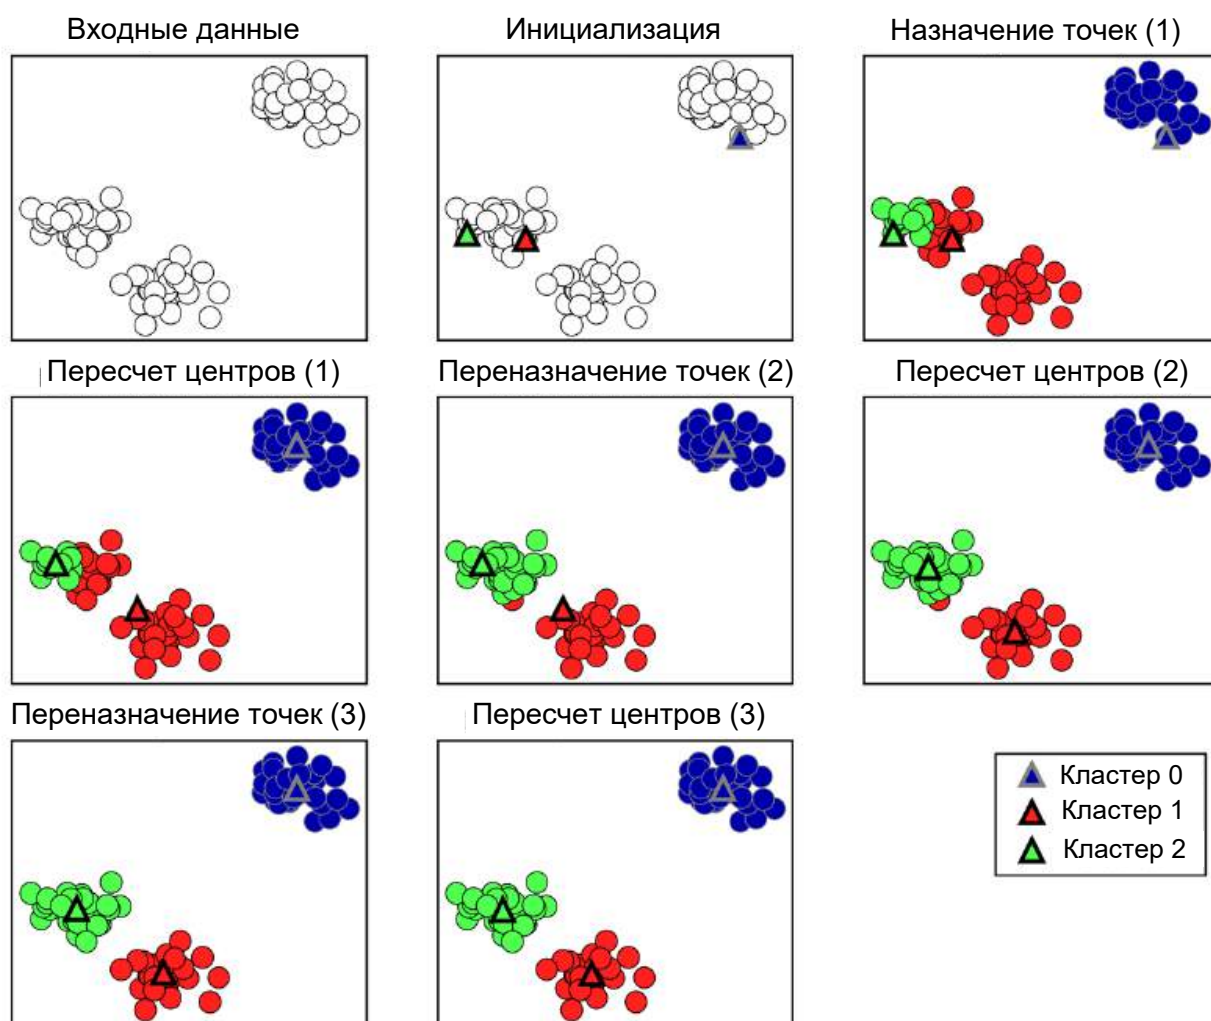 Входные данные
Инициализация
Назначение точек (1)
Пересчет центров (1)
Переназначение точек (2)
Пересчет центров (2)
Переназначение точек (3)
Пересчет центров (3)
Кластер 0
Кластер 1
Кластер 2